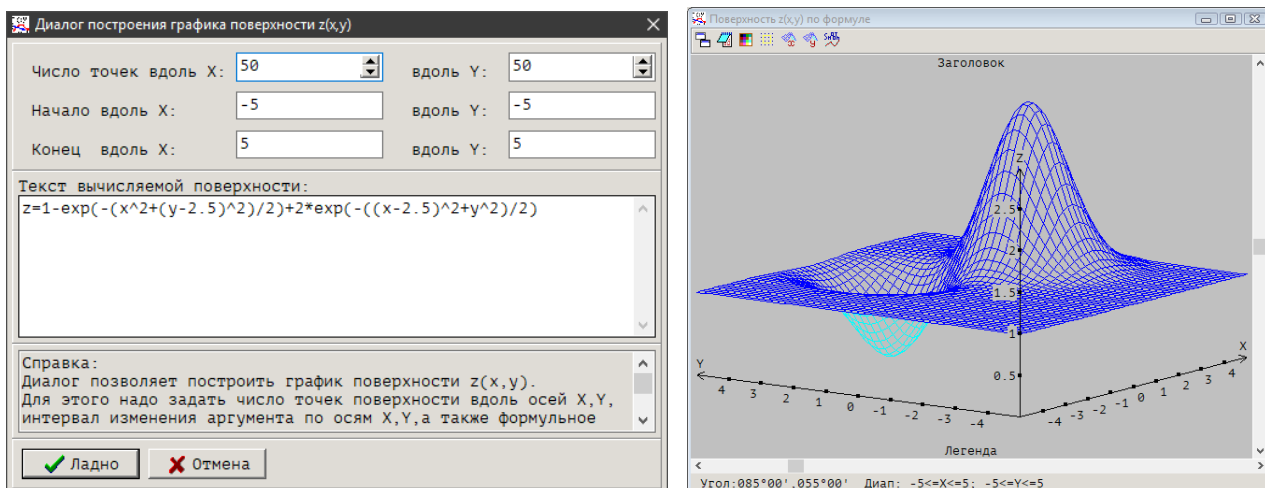 Диалог построения графика поверхности z(x,y)
Число точек вдоль X: 50 вдоль Y: 50
Начало вдоль X: -5 вдоль Y: -5
Конец вдоль X: 5 вдоль Y: 5
Текст вычисляемой поверхности:
z=1-exp(-(x^2+(y-2.5)^2)/2)+2*exp(-((x-2.5)^2+y^2)/2)
Справка:
Диалог позволяет построить график поверхности z(x,y).
Для этого надо задать число точек поверхности вдоль осей X,Y,
интервал изменения аргумента по осям X,Y,а также формульное
Ладно Отмена
Поверхность z(x,y) по формуле
Заголовок
Z
2.5
2
1.5
1
0.5
Y
4 3 2 1 0 -1 -2 -3 -4
X
-4 -3 -2 -1 0 1 2 3 4
Легенда
Угол:085°00',055°00' Диап: -5<=X<=5; -5<=Y<=5